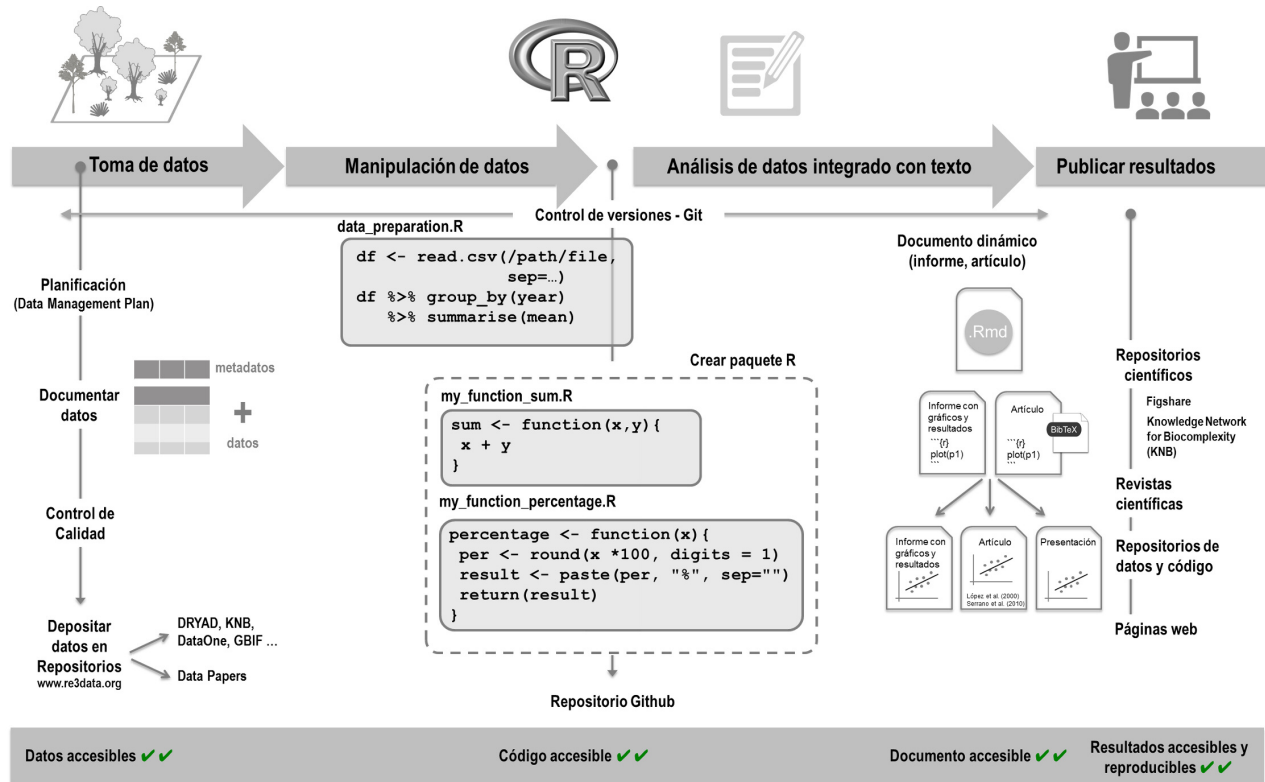 R
Toma de datos
Manipulación de datos
Análisis de datos integrado con texto
Publicar resultados
Control de versiones - Git
Planificación
(Data Management Plan)
Documentar
datos
metadatos
+
datos
Control de
Calidad
Depositar
datos en
Repositorios
www.re3data.org
DRYAD, KNB,
DataOne, GBIF ...
Data Papers
data_preparation.R
df <- read.csv(/path/file,
sep=…)
df %>% group_by(year)
%>% summarise(mean)
Crear paquete R
my_function_sum.R
sum <- function(x,y){
x + y
}
my_function_percentage.R
percentage <- function(x){
per <- round(x *100, digits = 1)
result <- paste(per, "%", sep="")
return(result)
}
Repositorio Github
Documento dinámico
(informe, artículo)
.Rmd
Informe con
gráficos y
resultados
```{r}
plot(p1)
```
Artículo
BibTeX
```{r}
plot(p1)
```
Informe con
gráficos y
resultados
Artículo
López et al. (2000)
Serrano et al. (2010)
Presentación
Repositorios
científicos
Figshare
Knowledge Network
for Biocomplexity
(KNB)
Revistas
científicas
Repositorios de
datos y código
Páginas web
Datos accesibles ✔✔
Código accesible ✔✔
Documento accesible ✔✔
Resultados accesibles y
reproducibles ✔✔